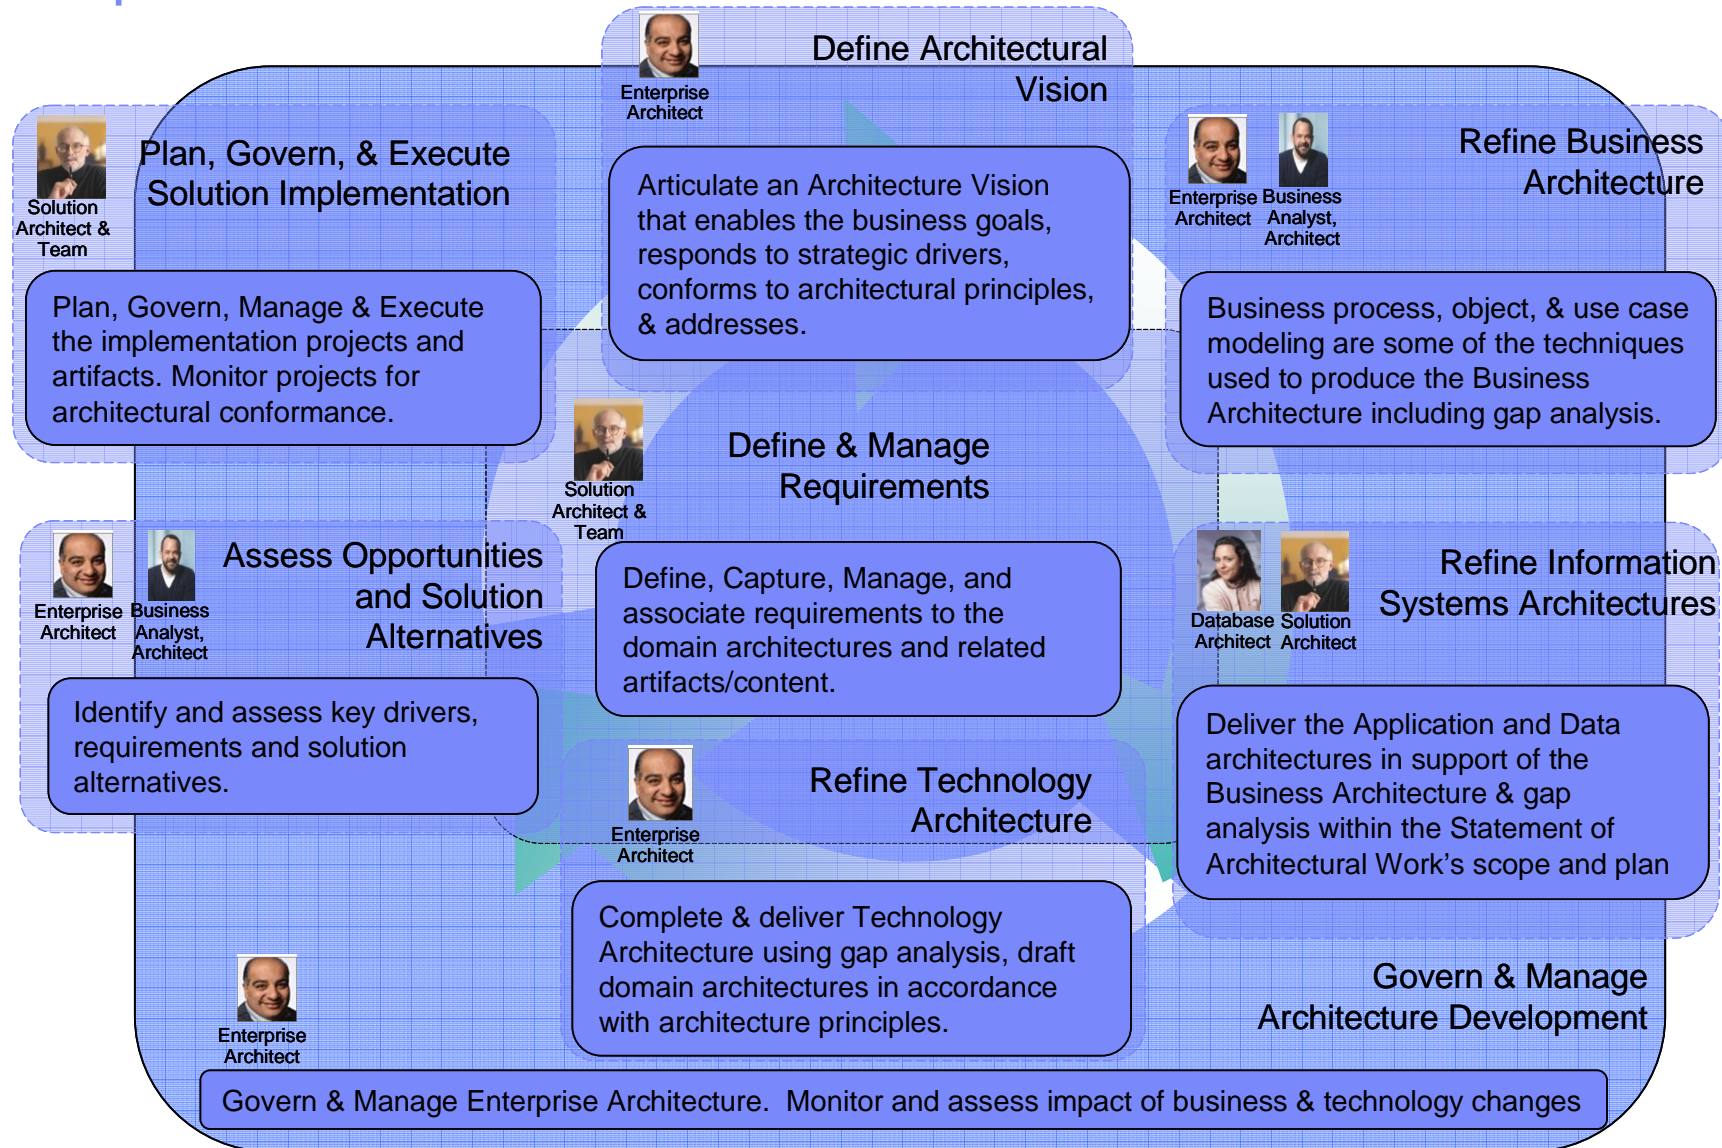 Define Architectural
Vision
Enterprise
Architect
Articulate an Architecture Vision
that enables the business goals,
responds to strategic drivers,
conforms to architectural principles,
& addresses.
Plan, Govern, & Execute
Solution Implementation
Solution
Architect &
Team
Plan, Govern, Manage & Execute
the implementation projects and
artifacts. Monitor projects for
architectural conformance.
Refine Business
Architecture
Enterprise
Architect
Business
Analyst,
Architect
Business process, object, & use case
modeling are some of the techniques
used to produce the Business
Architecture including gap analysis.
Define & Manage
Requirements
Solution
Architect &
Team
Define, Capture, Manage, and
associate requirements to the
domain architectures and related
artifacts/content.
Assess Opportunities
and Solution
Alternatives
Enterprise
Architect
Business
Analyst,
Architect
Identify and assess key drivers,
requirements and solution
alternatives.
Refine Information
Systems Architectures
Database
Architect
Solution
Architect
Deliver the Application and Data
architectures in support of the
Business Architecture & gap
analysis within the Statement of
Architectural Work’s scope and plan
Refine Technology
Architecture
Enterprise
Architect
Complete & deliver Technology
Architecture using gap analysis, draft
domain architectures in accordance
with architecture principles.
Govern & Manage
Architecture Development
Enterprise
Architect
Govern & Manage Enterprise Architecture.  Monitor and assess impact of business & technology changes